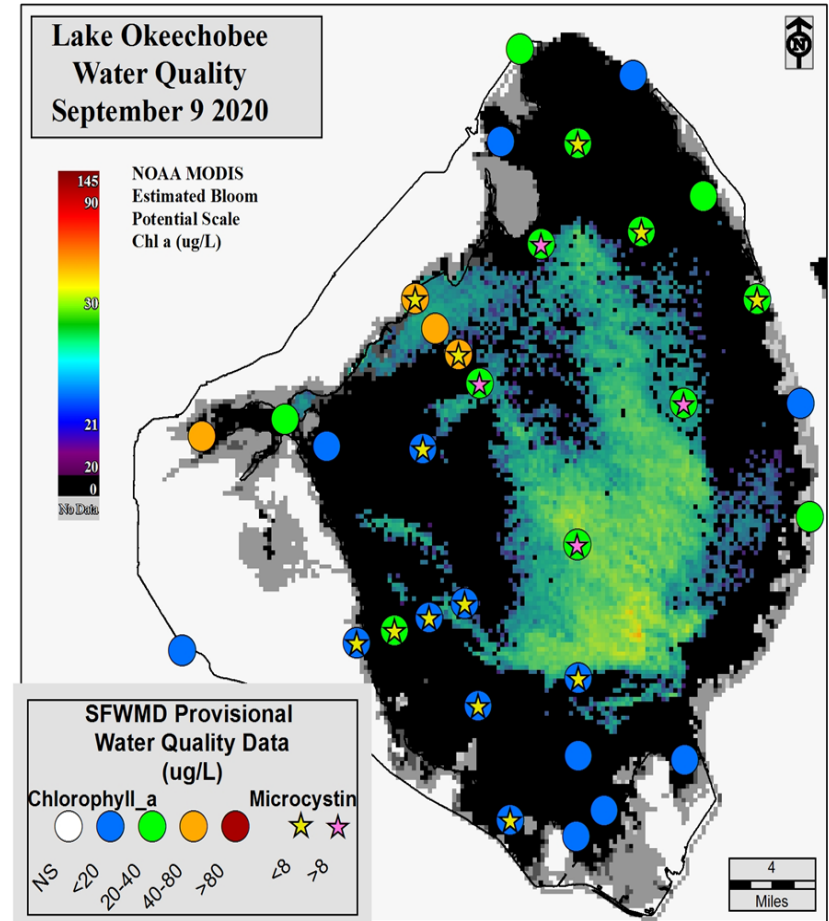 Lake Okeechobee
Water Quality
September 9 2020
N
NOAA MODIS
Estimated Bloom
Potential Scale
Chl a (ug/L)
145
90
30
21
20
0
No Data
SFWMD Provisional
Water Quality Data
(ug/L)
Chlorophyll_a Microcystin
NS <20 20-40 40-80 >80 <8 >8
4
Miles